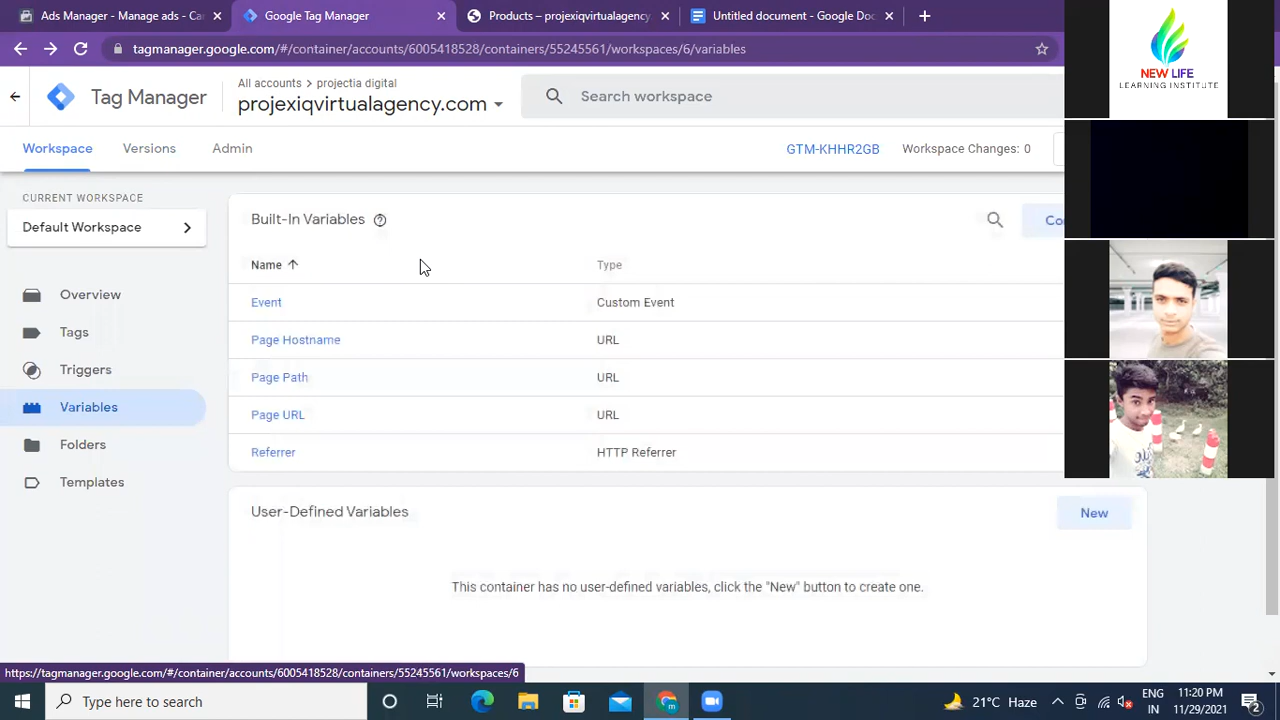 Ads Manager - Manage ads - Ca
Google Tag Manager
Products – projexiqvirtualagency
Untitled document - Google Doc
tagmanager.google.com/#/container/accounts/6005418528/containers/55245561/workspaces/6/variables
Tag Manager
All accounts > projectia digital
projexiqvirtualagency.com
Search workspace
Workspace
Versions
Admin
GTM-KHHR2GB
Workspace Changes: 0
CURRENT WORKSPACE
Default Workspace
Overview
Tags
Triggers
Variables
Folders
Templates
Built-In Variables
Co
Name
Type
Event
Custom Event
Page Hostname
URL
Page Path
URL
Page URL
URL
Referrer
HTTP Referrer
User-Defined Variables
New
This container has no user-defined variables, click the "New" button to create one.
https://tagmanager.google.com/#/container/accounts/6005418528/containers/55245561/workspaces/6
NEW LIFE
LEARNING INSTITUTE
Type here to search
21°C Haze
ENG
IN
11:20 PM
11/29/2021
2